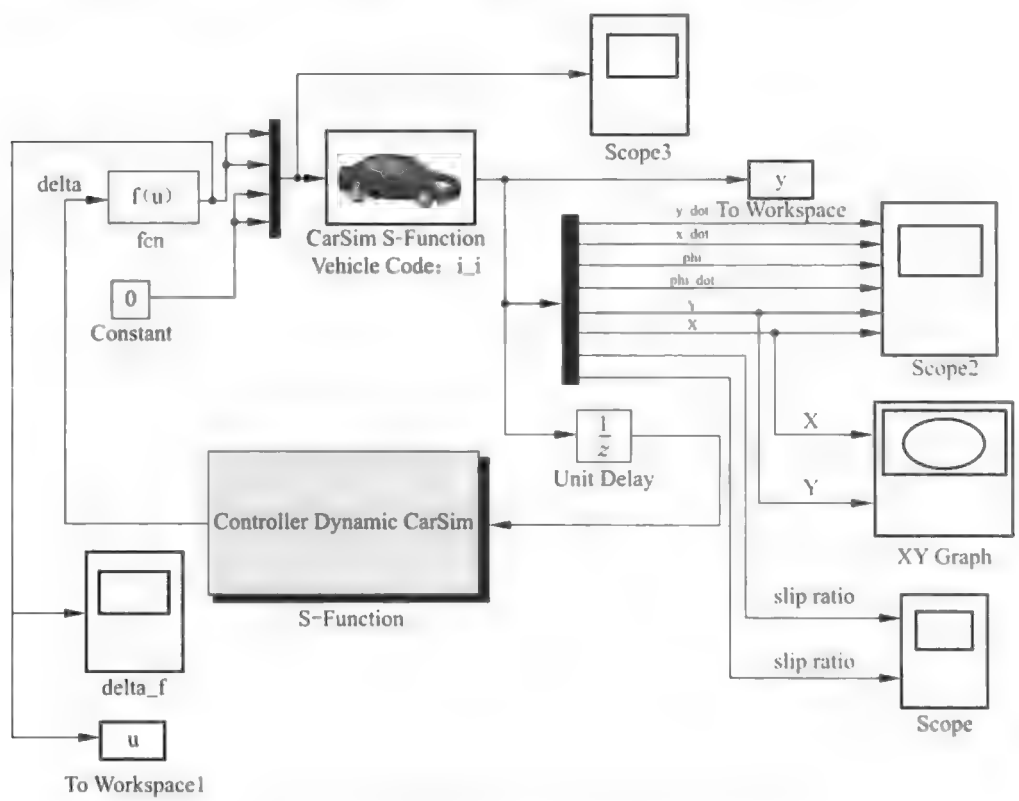 Scope3
delta
f(u)
fcn
CarSim S-Function
Vehicle Code: i_i
y
To Workspace
y_dot
x_dot
phi
phi_dot
Y
X
Scope2
0
Constant
1
z
Unit Delay
X
Y
XY Graph
Controller Dynamic CarSim
S-Function
delta_f
slip ratio
slip ratio
Scope
u
To Workspace1